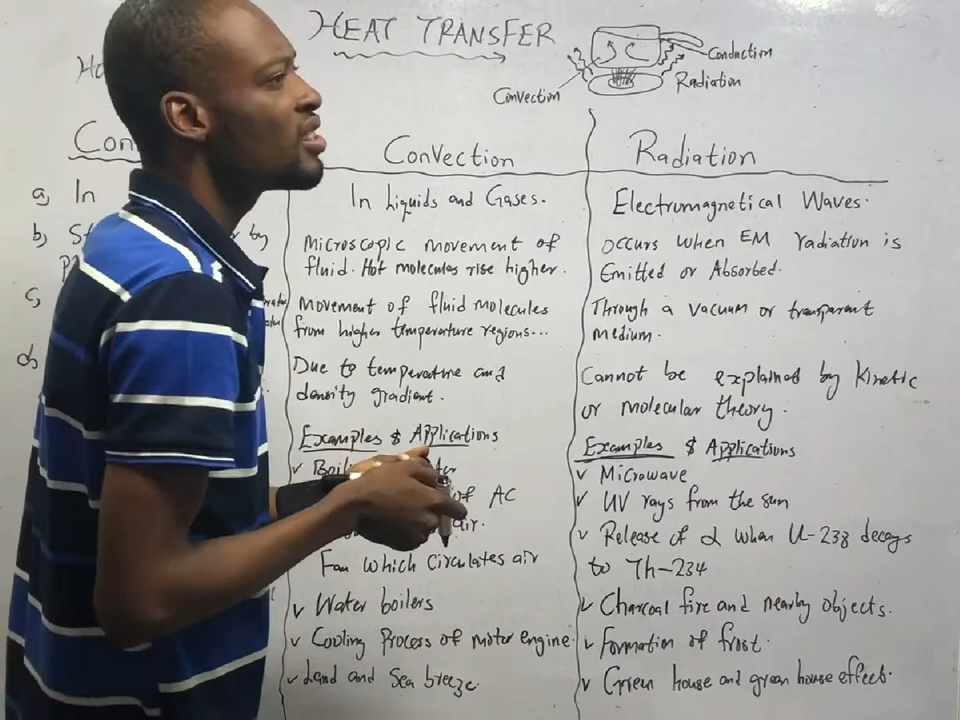 HEAT TRANSFER
Conduction
Radiation
Convection
Con
a, In
b,
by
c,
d,
Convection
In Liquids and Gases.
Microscopic movement of
fluid. Hot molecules rise higher.
Movement of fluid molecules
from higher temperature regions...
Due to temperature and
density gradient.
Examples & Applications
of AC
air.
Fan which circulates air
Water boilers
Cooling Process of motor engine
Land and Sea breeze.
Radiation
Electromagnetical Waves.
Occurs when EM radiation is
Emitted or Absorbed.
Through a vacuum or transparent
medium.
Cannot be explained by Kinetic
or molecular theory.
Examples & Applications
Microwave
UV rays from the sun
Release of α when U-238 decays
to Th-234
Charcoal fire and nearby objects.
Formation of frost.
Green house and green house effect.